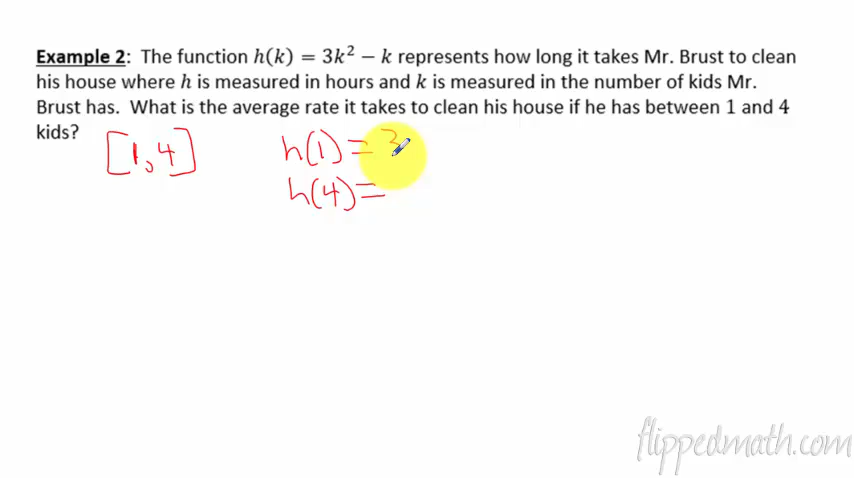 Example 2: The function h(k) = 3k² − k represents how long it takes Mr. Brust to clean
his house where h is measured in hours and k is measured in the number of kids Mr.
Brust has. What is the average rate it takes to clean his house if he has between 1 and 4
kids?
[1,4]
h(1) = 3
h(4) =
flippedmath.com